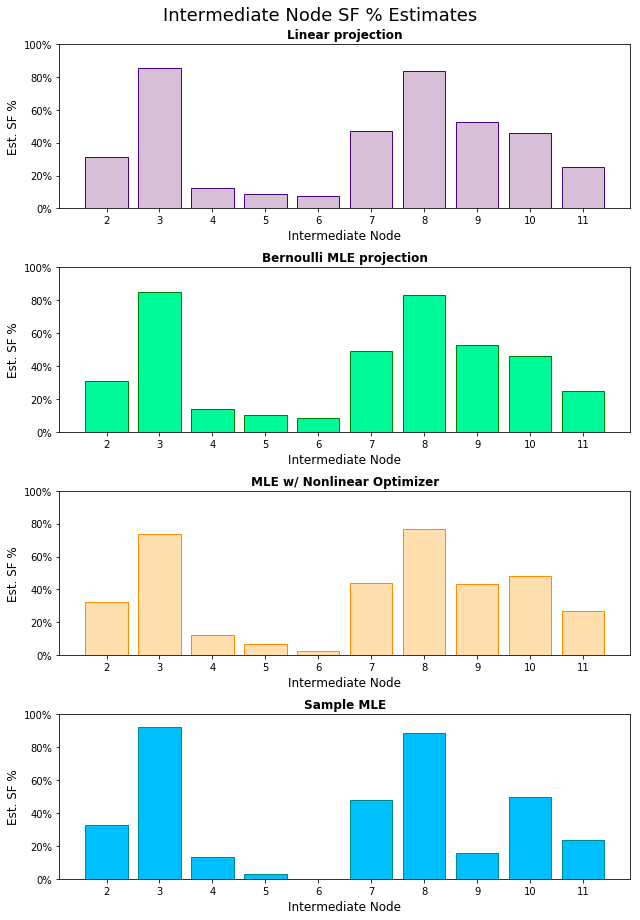 Intermediate Node SF % Estimates
Linear projection
100%
80%
60%
40%
20%
0%
Est. SF %
2 3 4 5 6 7 8 9 10 11
Intermediate Node
Bernoulli MLE projection
100%
80%
60%
40%
20%
0%
Est. SF %
2 3 4 5 6 7 8 9 10 11
Intermediate Node
MLE w/ Nonlinear Optimizer
100%
80%
60%
40%
20%
0%
Est. SF %
2 3 4 5 6 7 8 9 10 11
Intermediate Node
Sample MLE
100%
80%
60%
40%
20%
0%
Est. SF %
2 3 4 5 6 7 8 9 10 11
Intermediate Node